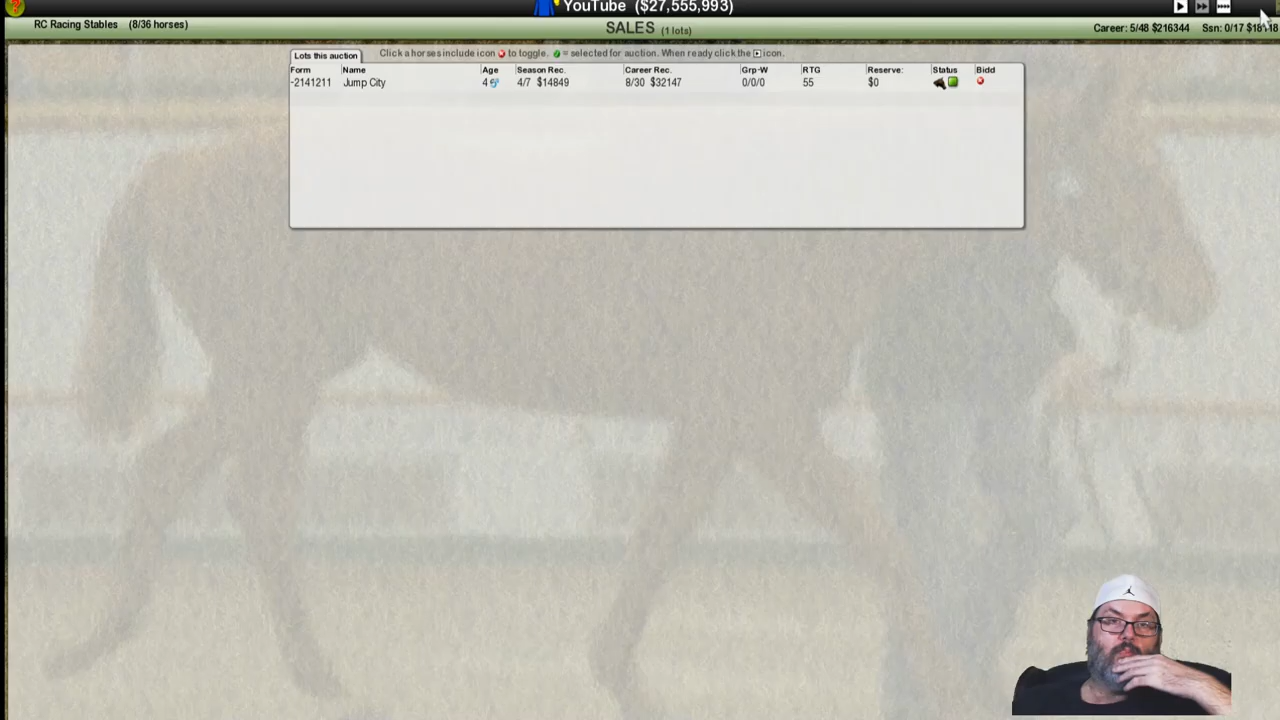 YouTube ($27,555,993)
RC Racing Stables (8/36 horses)
SALES (1 lots)
Career: 5/48 $216344 Ssn: 0/17
Lots this auction
Click a horses include icon to toggle. = selected for auction. When ready click the icon.
Form Name Age Season Rec. Career Rec. Grp-W RTG Reserve: Status Bidd
-2141211 Jump City 4 4/7 $14849 8/30 $32147 0/0/0 55 $0